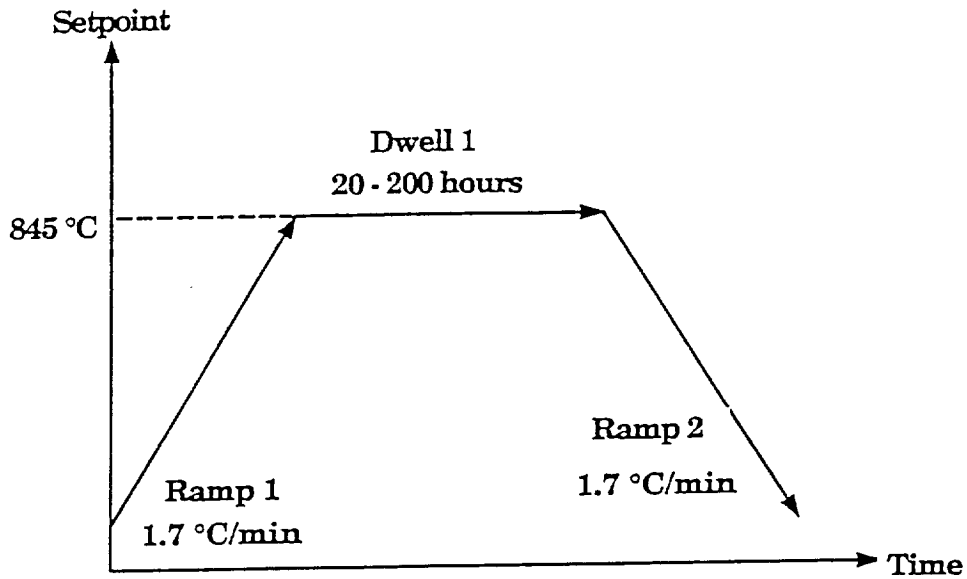 Setpoint
Dwell 1
20 - 200 hours
845 °C
Ramp 2
1.7 °C/min
Ramp 1
1.7 °C/min
Time